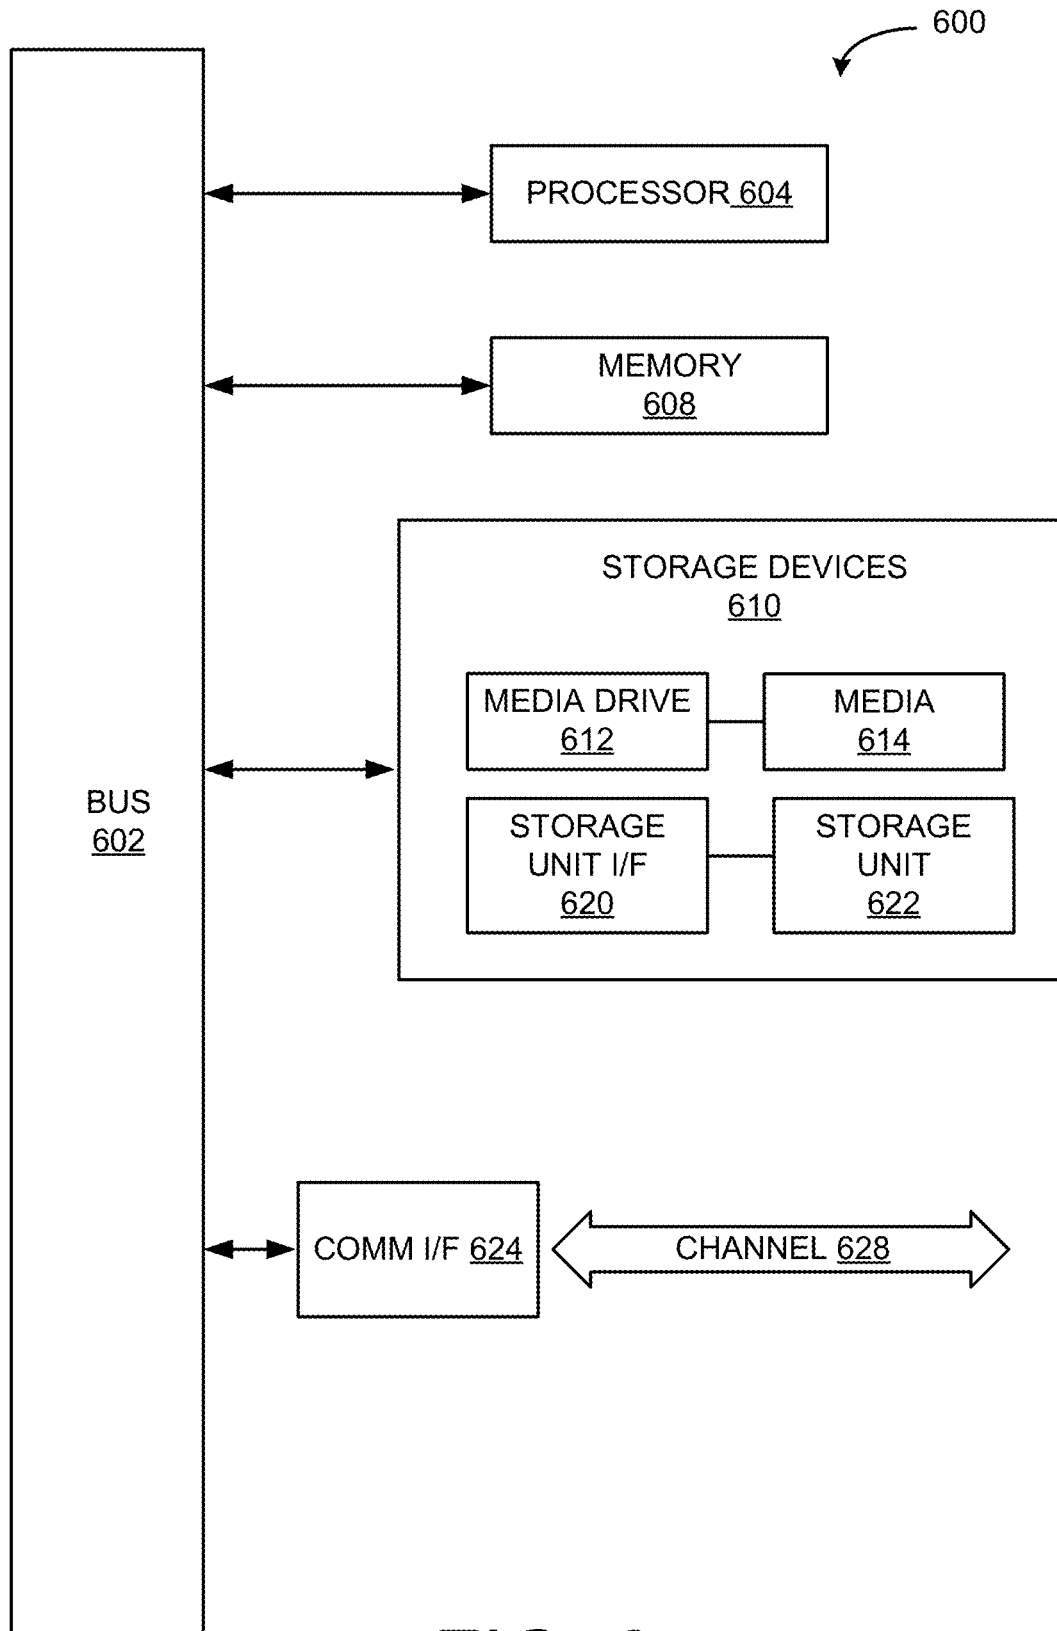 600
PROCESSOR 604
MEMORY
608
STORAGE DEVICES
610
MEDIA DRIVE
612
MEDIA
614
BUS
602
STORAGE
UNIT I/F
620
STORAGE
UNIT
622
COMM I/F 624
CHANNEL 628